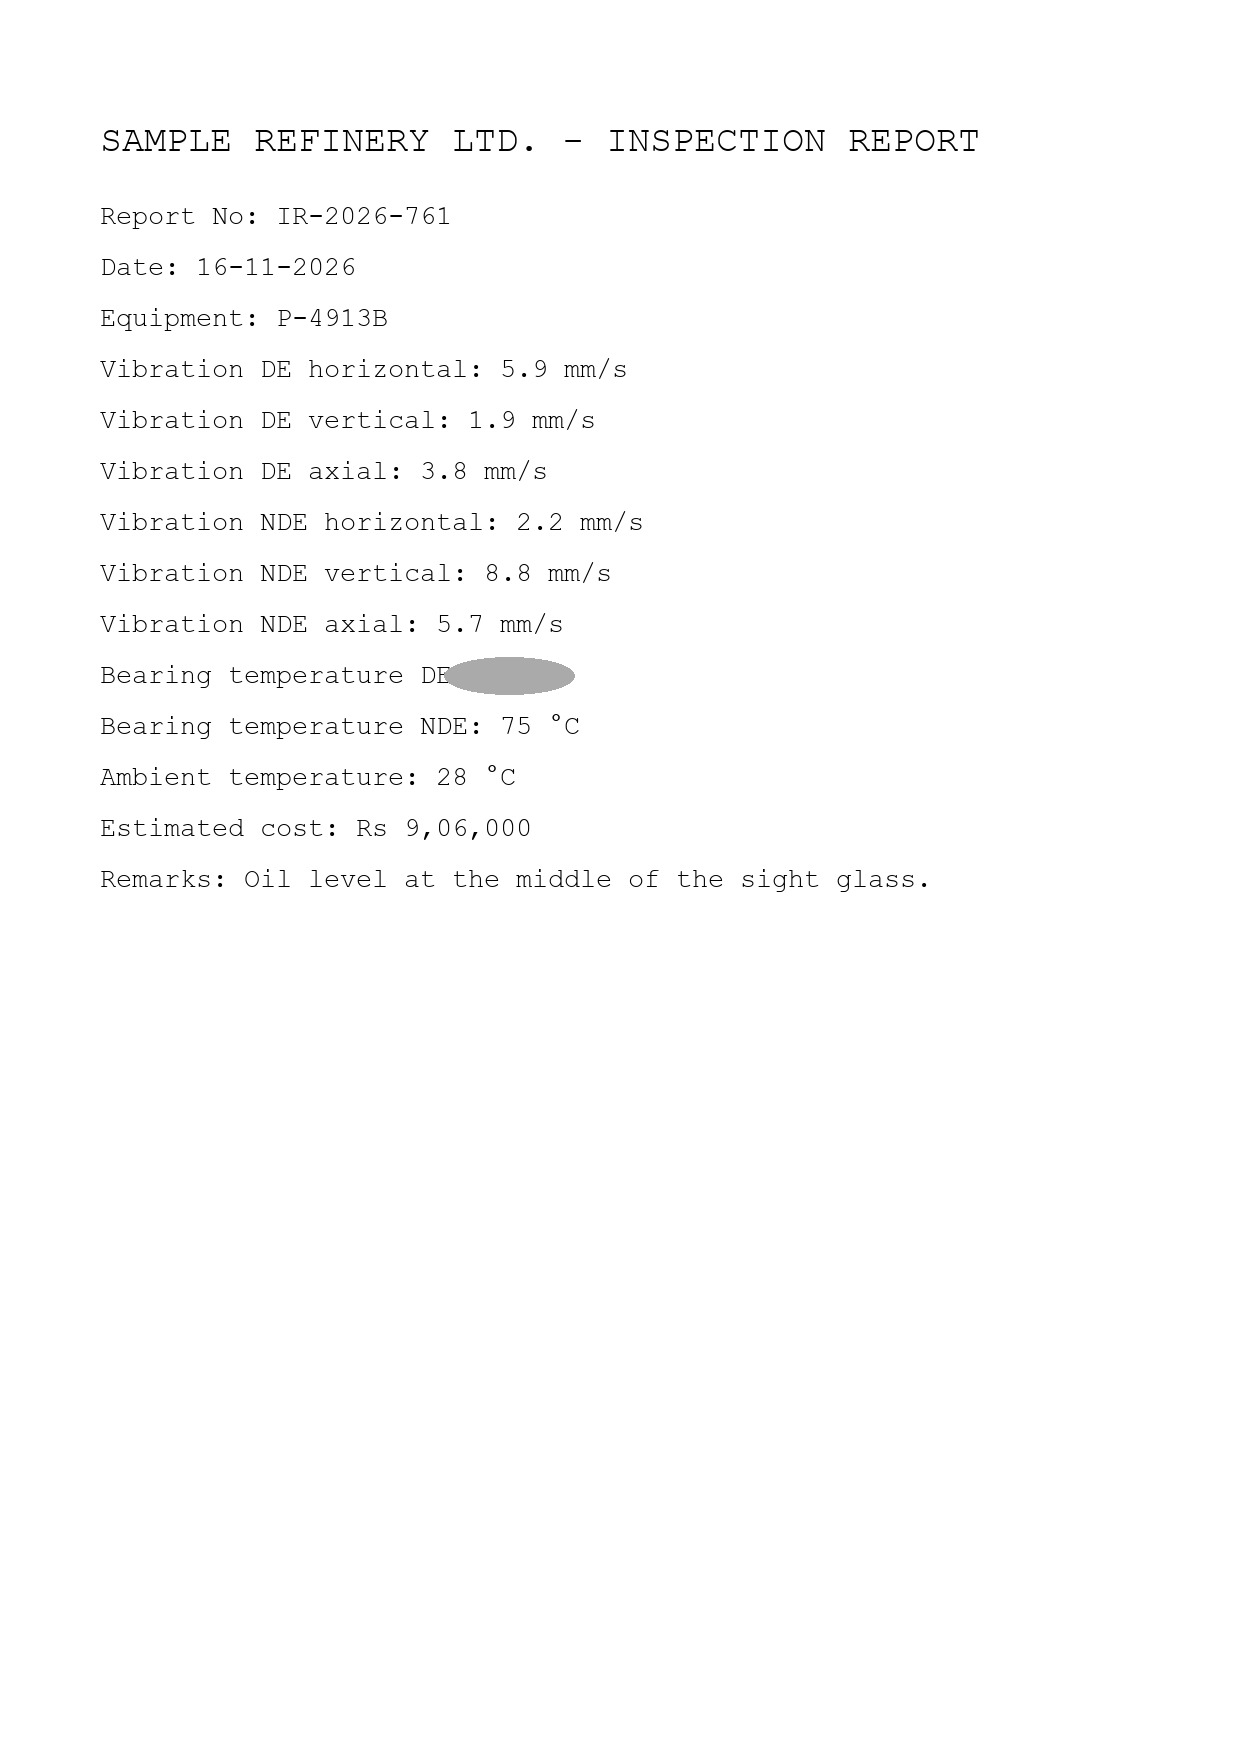 SAMPLE REFINERY LTD. - INSPECTION REPORT
Report No: IR-2026-761
Date: 16-11-2026
Equipment: P-4913B
Vibration DE horizontal: 5.9 mm/s
Vibration DE vertical: 1.9 mm/s
Vibration DE axial: 3.8 mm/s
Vibration NDE horizontal: 2.2 mm/s
Vibration NDE vertical: 8.8 mm/s
Vibration NDE axial: 5.7 mm/s
Bearing temperature DE
Bearing temperature NDE: 75 °C
Ambient temperature: 28 °C
Estimated cost: Rs 9,06,000
Remarks: Oil level at the middle of the sight glass.